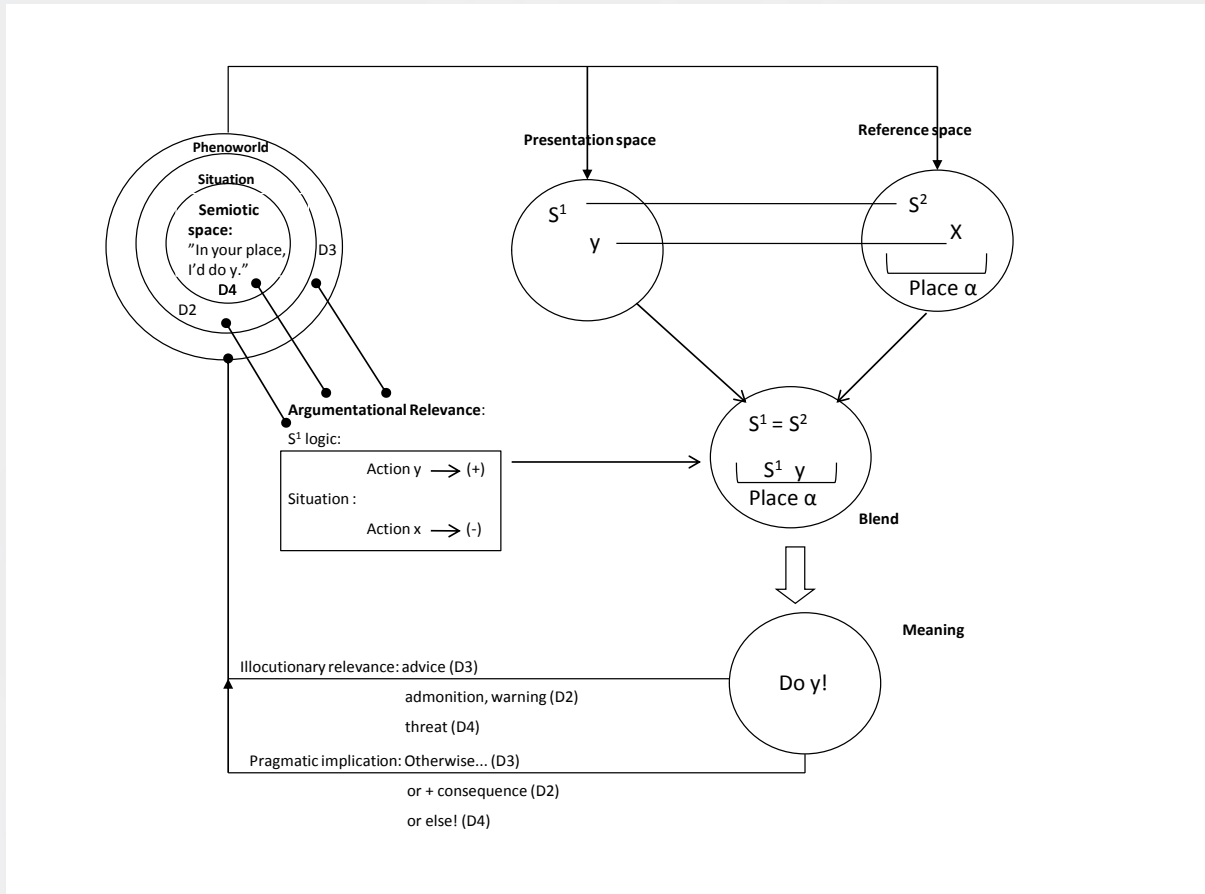 Phenoworld
Situation
Semiotic
space:
”In your place,
I’d do y.”
D4
D3
D2
Presentation space
S¹
y
Reference space
S²
X
Place α
Argumentational Relevance:
S¹ logic:
Action y (+)
Situation :
Action x (-)
S¹ = S²
S¹ y
Place α
Blend
Meaning
Do y!
Illocutionary relevance: advice (D3)
admonition, warning (D2)
threat (D4)
Pragmatic implication: Otherwise... (D3)
or + consequence (D2)
or else! (D4)